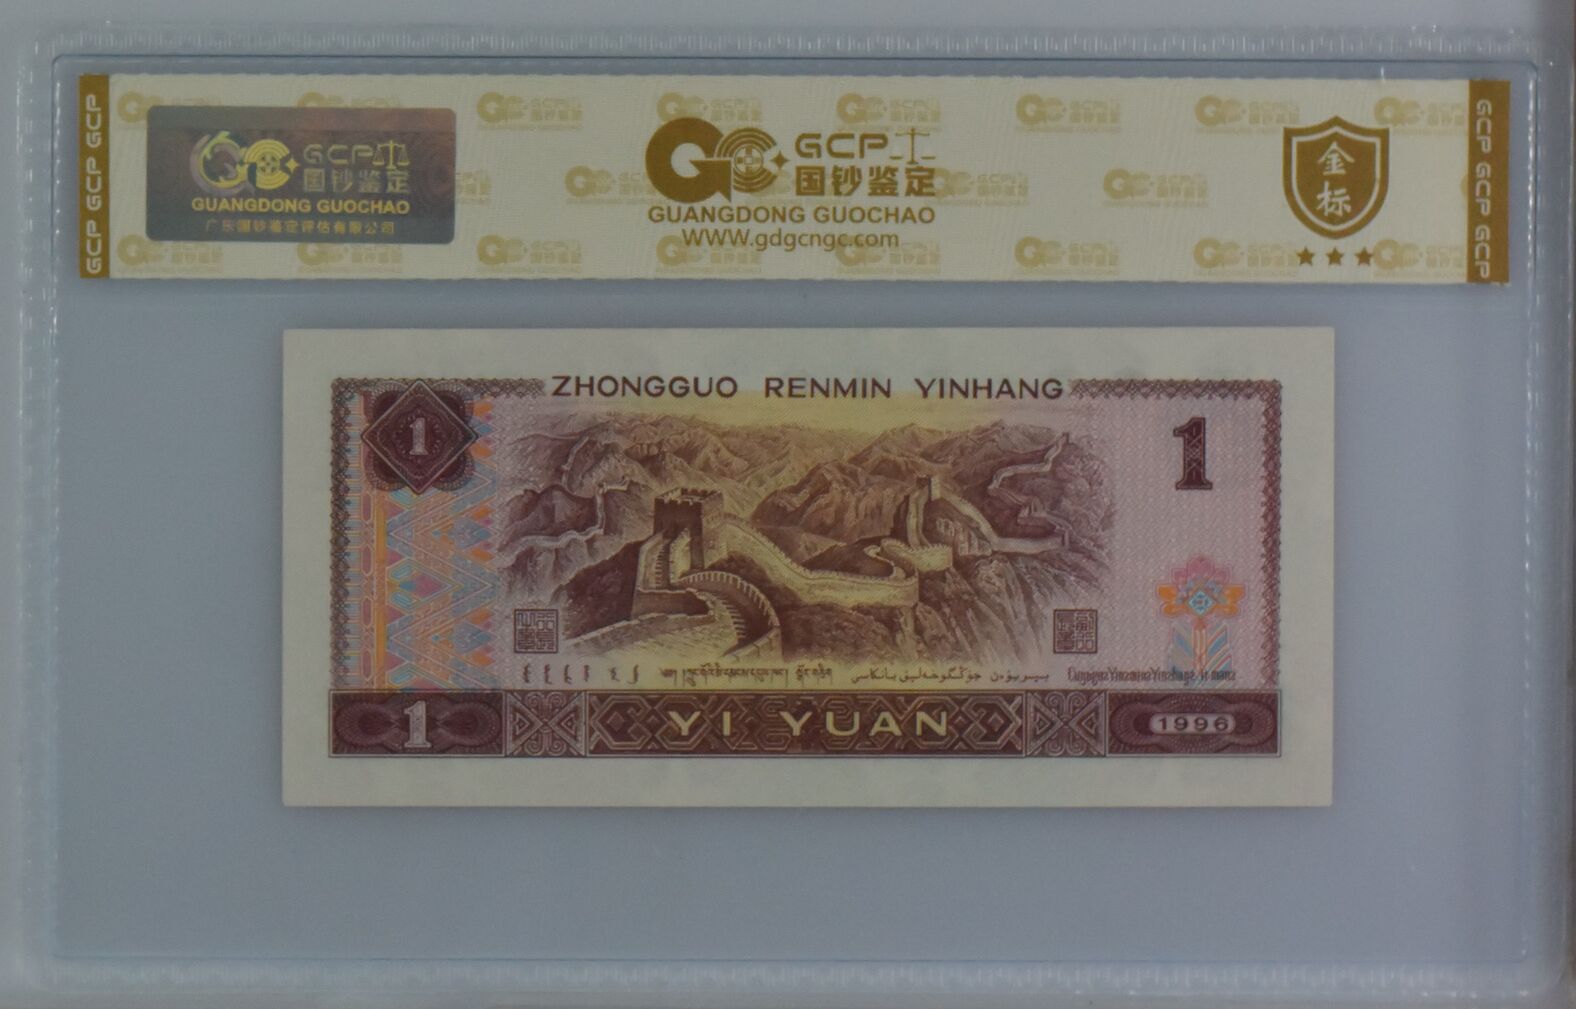 GCP
国钞鉴定
GUANGDONG GUOCHAO
广东国钞鉴定评估有限公司
GCP
国钞鉴定
GUANGDONG GUOCHAO
WWW.gdgcngc.com
金
标
GCP GCP GCP
GCP GCP GCP
ZHONGGUO RENMIN YINHANG
1
1
1
YI YUAN
1996